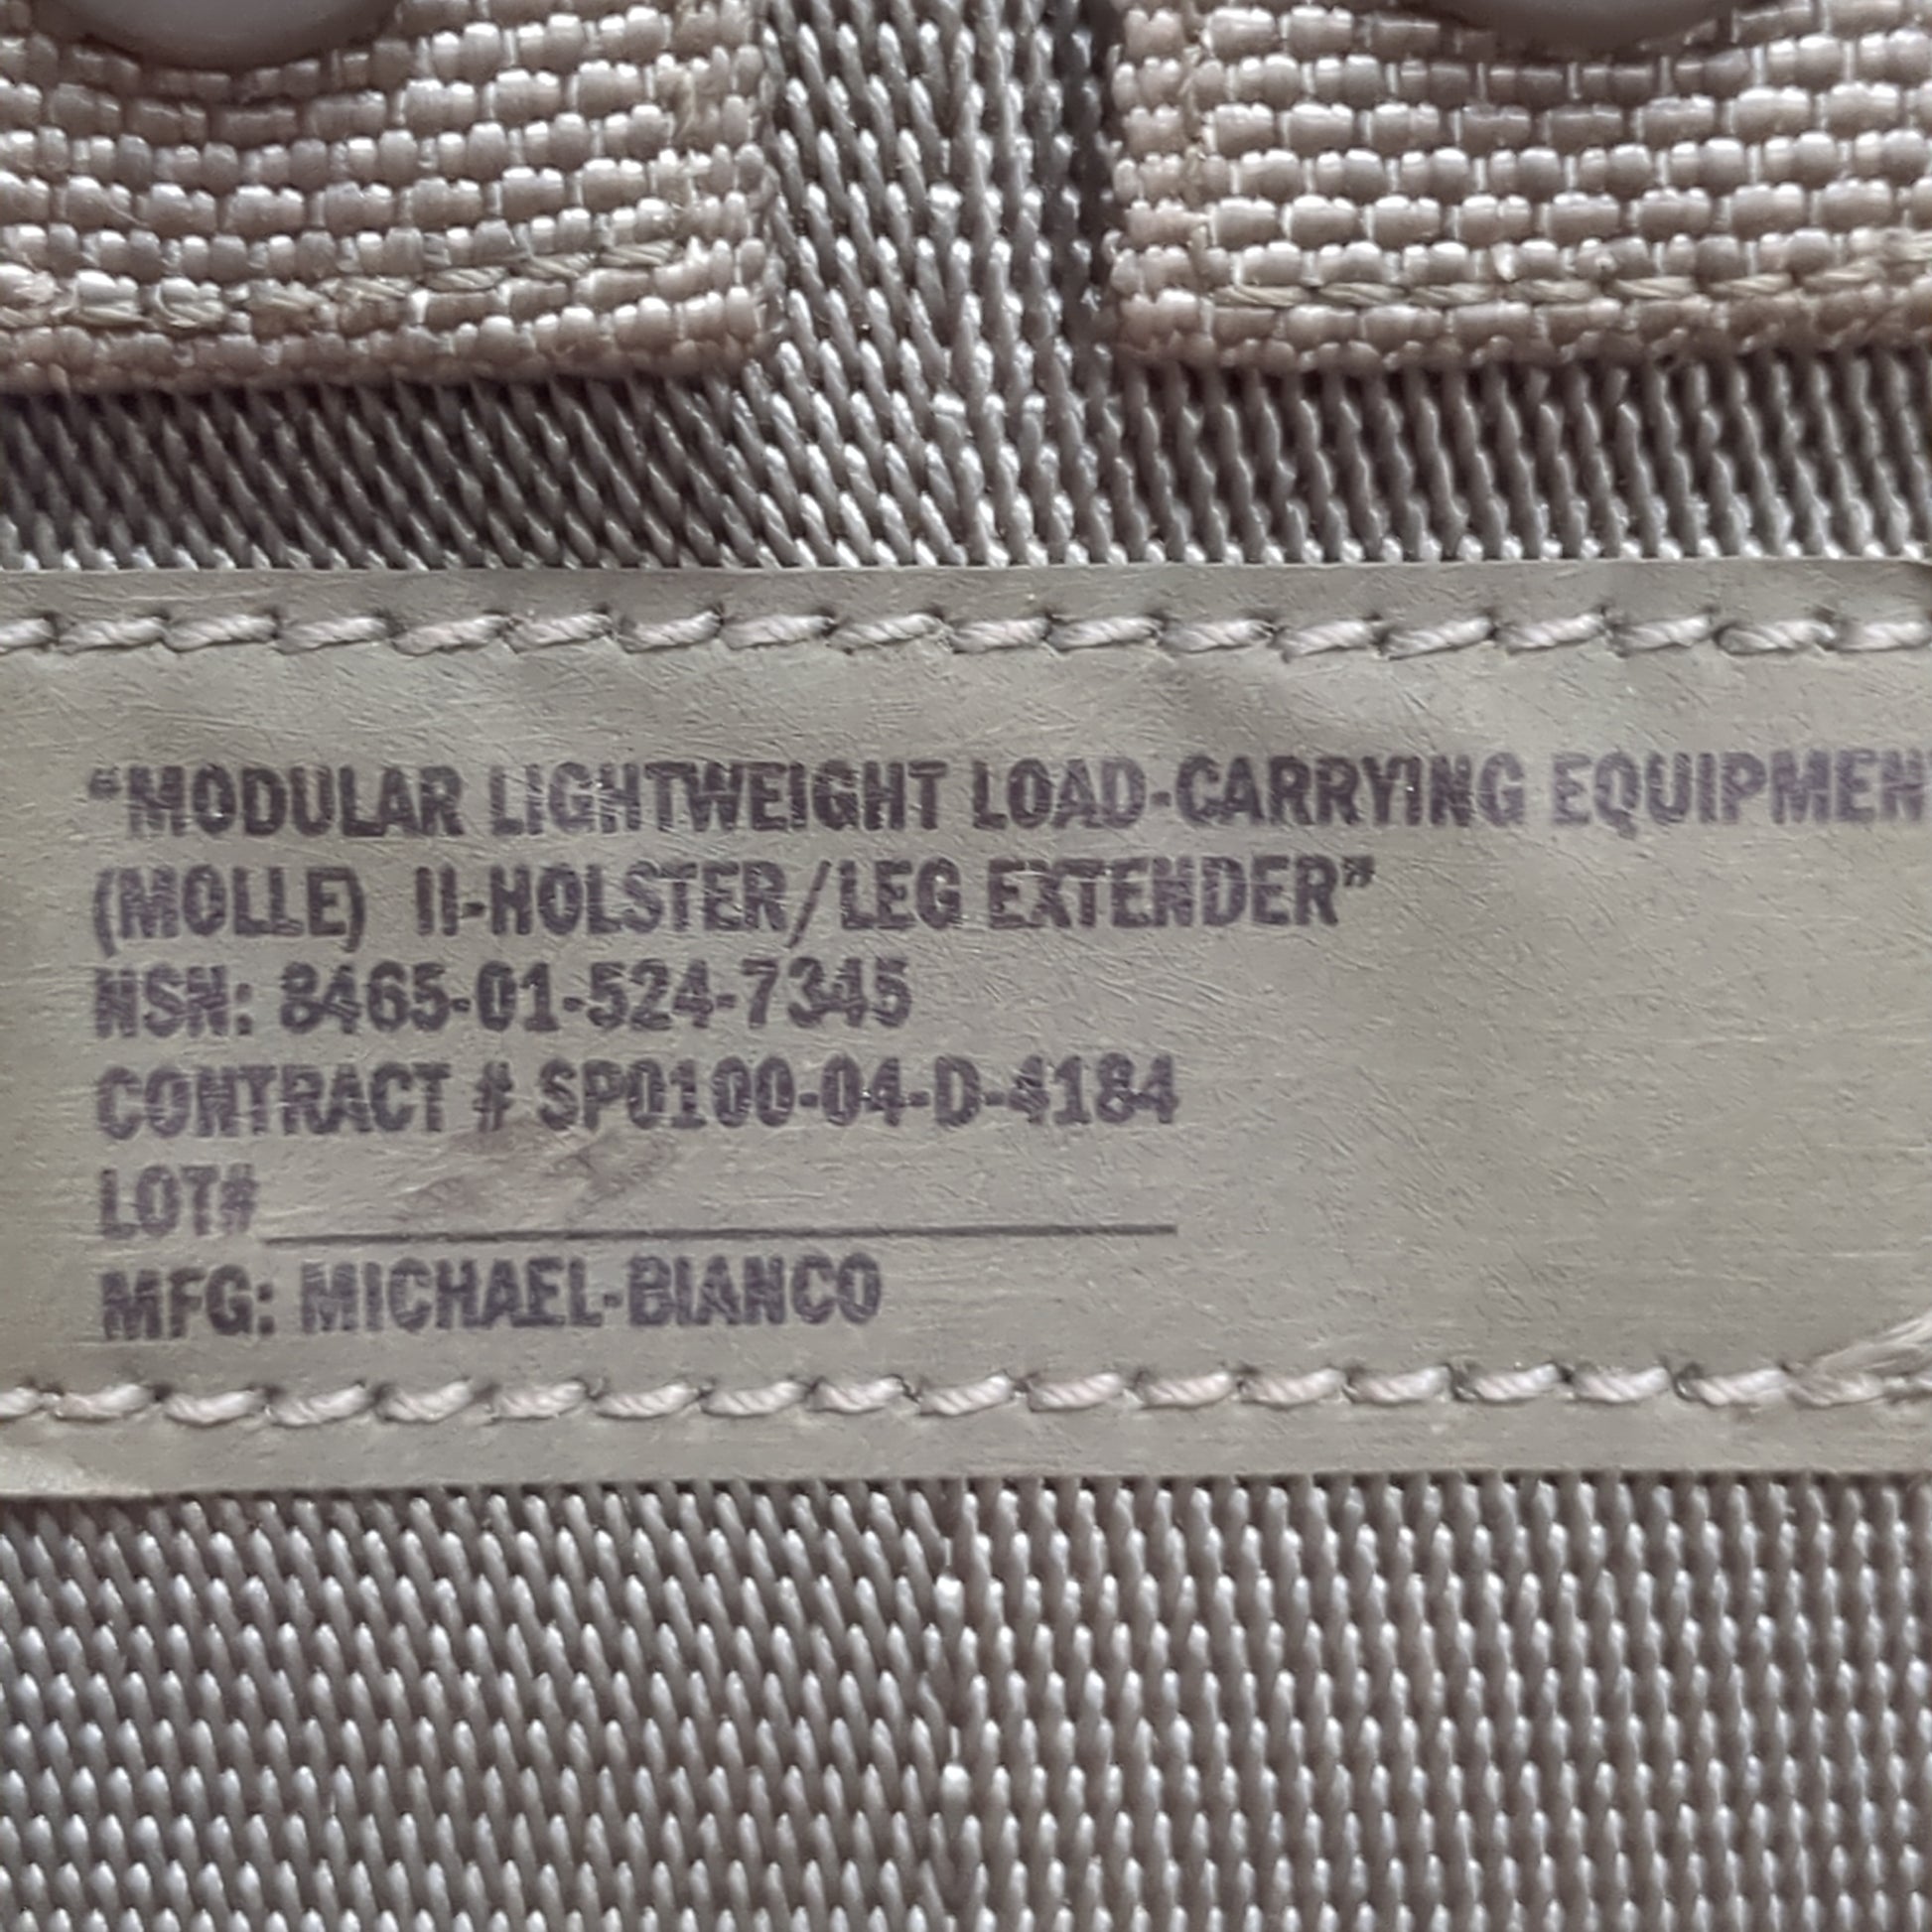 “MODULAR LIGHTWEIGHT LOAD-CARRYING EQUIPMEN
(MOLLE) II-HOLSTER/LEG EXTENDER”
NSN: 8465-01-524-7345
CONTRACT # SP0100-04-D-4184
LOT#
MFG: MICHAEL-BIANCO